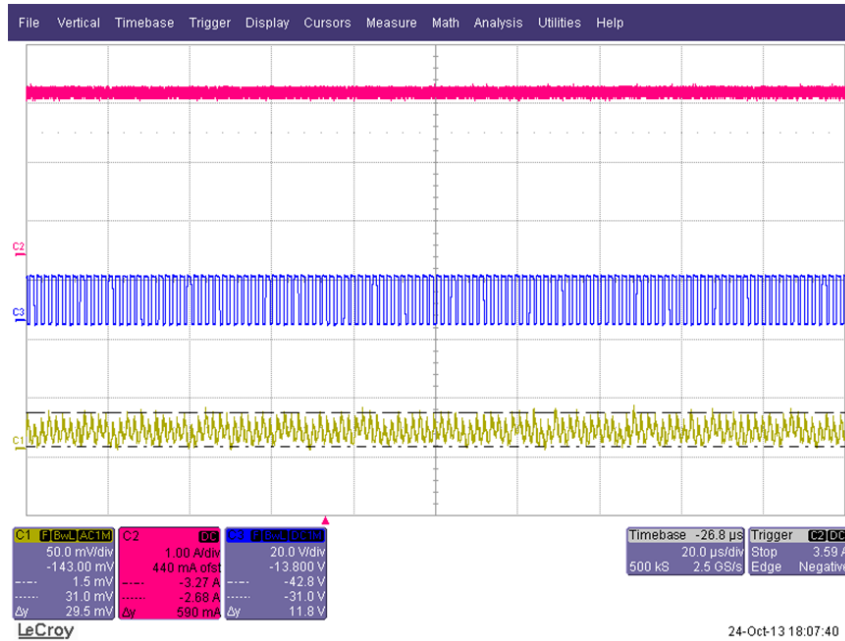 File Vertical Timebase Trigger Display Cursors Measure Math Analysis Utilities Help
C2
C3
C1
C1 F BwL AC1M
50.0 mV/div
-143.00 mV
1.5 mV
31.0 mV
Δy 29.5 mV
C2 DC
1.00 A/div
440 mA ofst
-3.27 A
-2.68 A
Δy 590 mA
C3 F BwL DC1M
20.0 V/div
-13.800 V
-42.8 V
-31.0 V
Δy 11.8 V
Timebase -26.8 µs
20.0 µs/div
500 kS 2.5 GS/s
Trigger C2 DC
Stop 3.59 A
Edge Negative
LeCroy
24-Oct-13 18:07:40